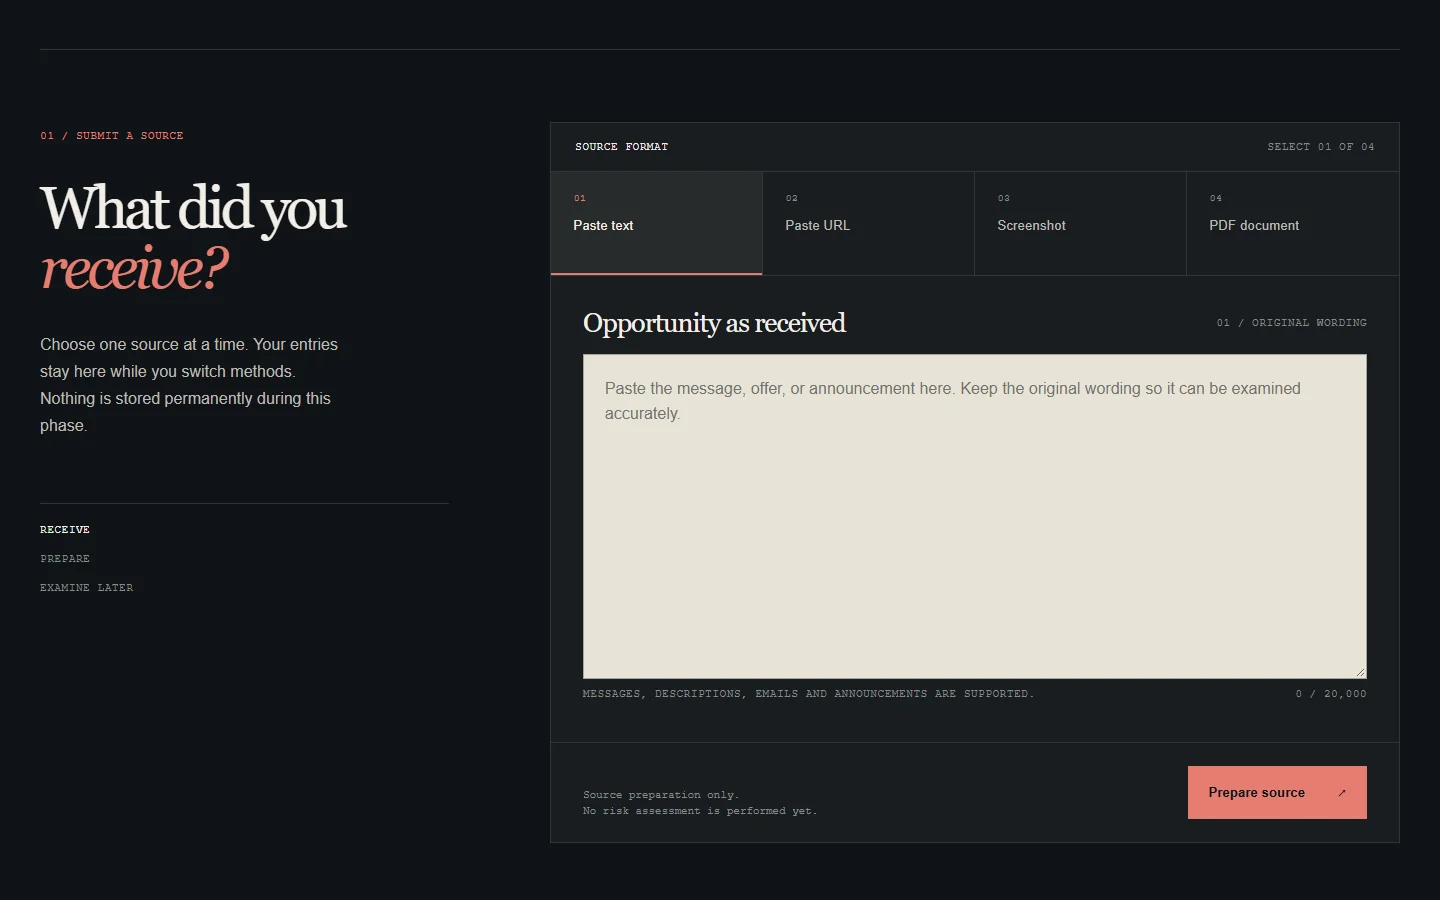 01 / SUBMIT A SOURCE
What did you
receive?
Choose one source at a time. Your entries
stay here while you switch methods.
Nothing is stored permanently during this
phase.
RECEIVE
PREPARE
EXAMINE LATER
SOURCE FORMAT
SELECT 01 OF 04
01
Paste text
02
Paste URL
03
Screenshot
04
PDF document
Opportunity as received
01 / ORIGINAL WORDING
Paste the message, offer, or announcement here. Keep the original wording so it can be examined
accurately.
MESSAGES, DESCRIPTIONS, EMAILS AND ANNOUNCEMENTS ARE SUPPORTED.
0 / 20,000
Source preparation only.
No risk assessment is performed yet.
Prepare source ↗